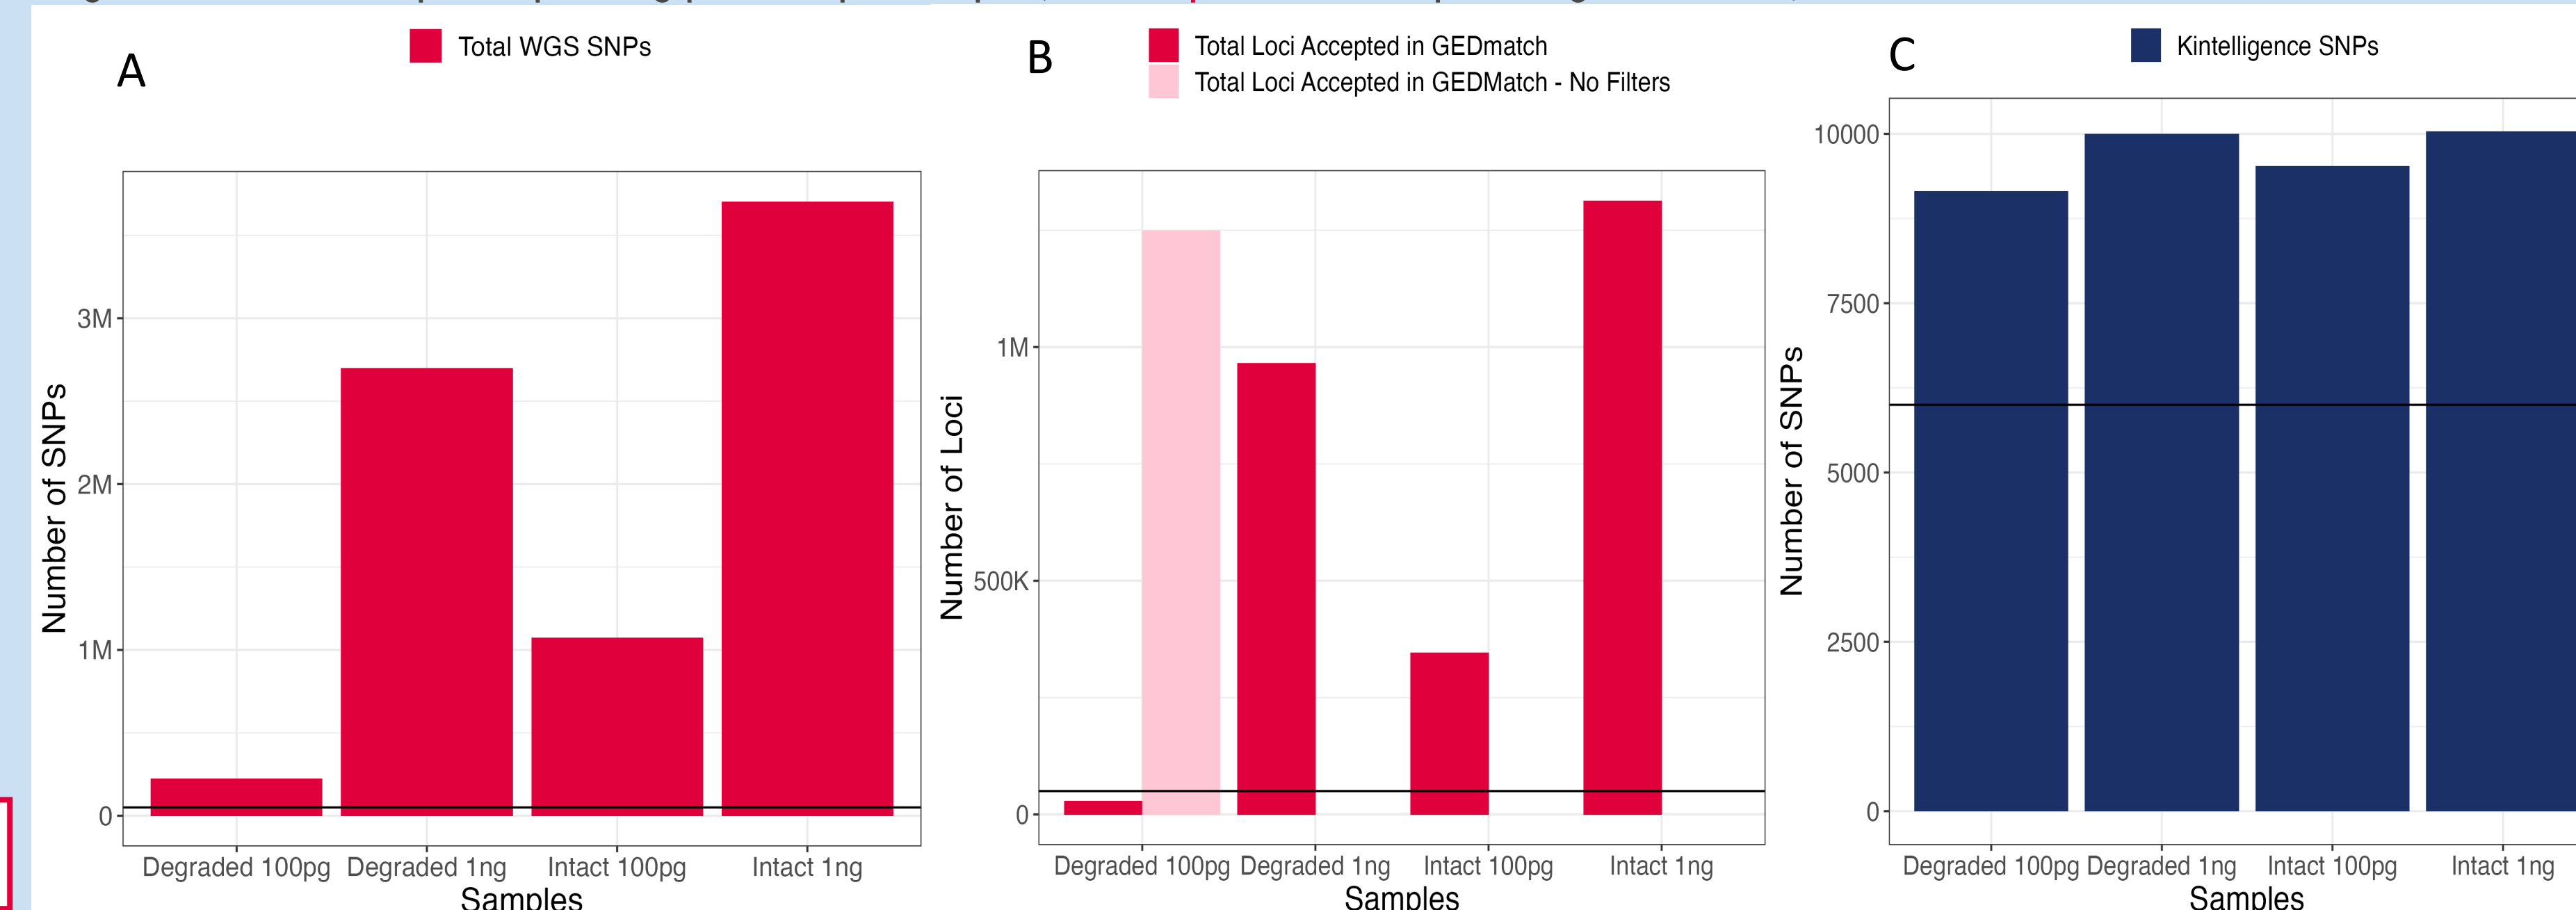 A
Total WGS SNPs
Number of SNPs
3M
2M
1M
0
Degraded 100pg Degraded 1ng Intact 100pg Intact 1ng
Samples
B
Total Loci Accepted in GEDmatch
Total Loci Accepted in GEDMatch - No Filters
Number of Loci
1M
500K
0
Degraded 100pg Degraded 1ng Intact 100pg Intact 1ng
Samples
C
Kintelligence SNPs
Number of SNPs
10000
7500
5000
2500
0
Degraded 100pg Degraded 1ng Intact 100pg Intact 1ng
Samples